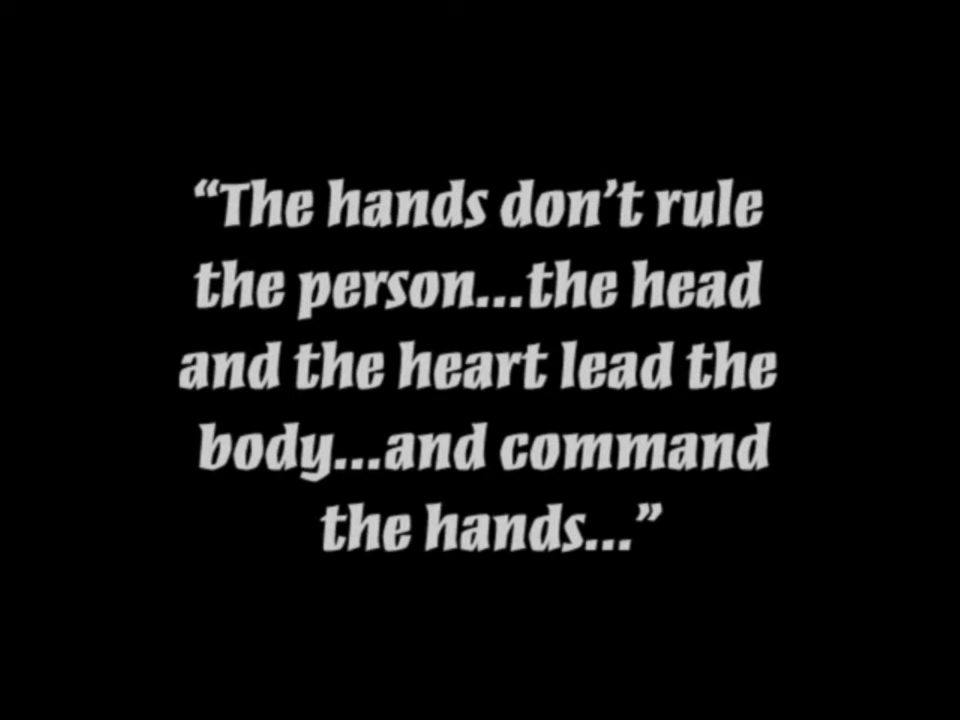 “The hands don’t rule
the person...the head
and the heart lead the
body...and command
the hands...”